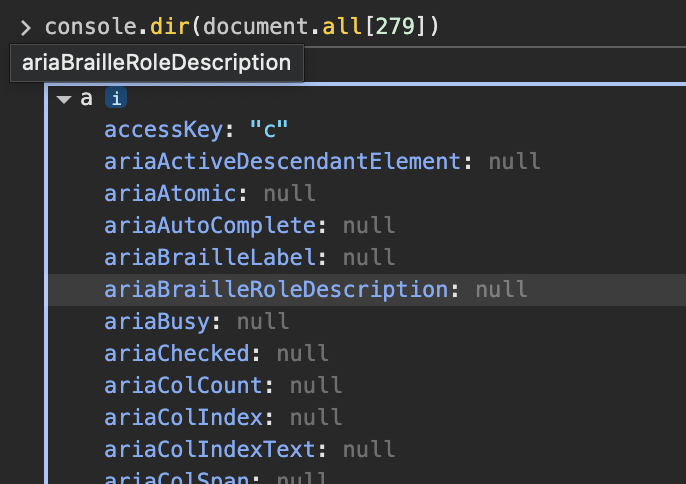 > console.dir(document.all[279])
ariaBrailleRoleDescription
▼ a i
accessKey: "c"
ariaActiveDescendantElement: null
ariaAtomic: null
ariaAutoComplete: null
ariaBrailleLabel: null
ariaBrailleRoleDescription: null
ariaBusy: null
ariaChecked: null
ariaColCount: null
ariaColIndex: null
ariaColIndexText: null
ariaColSpan: null